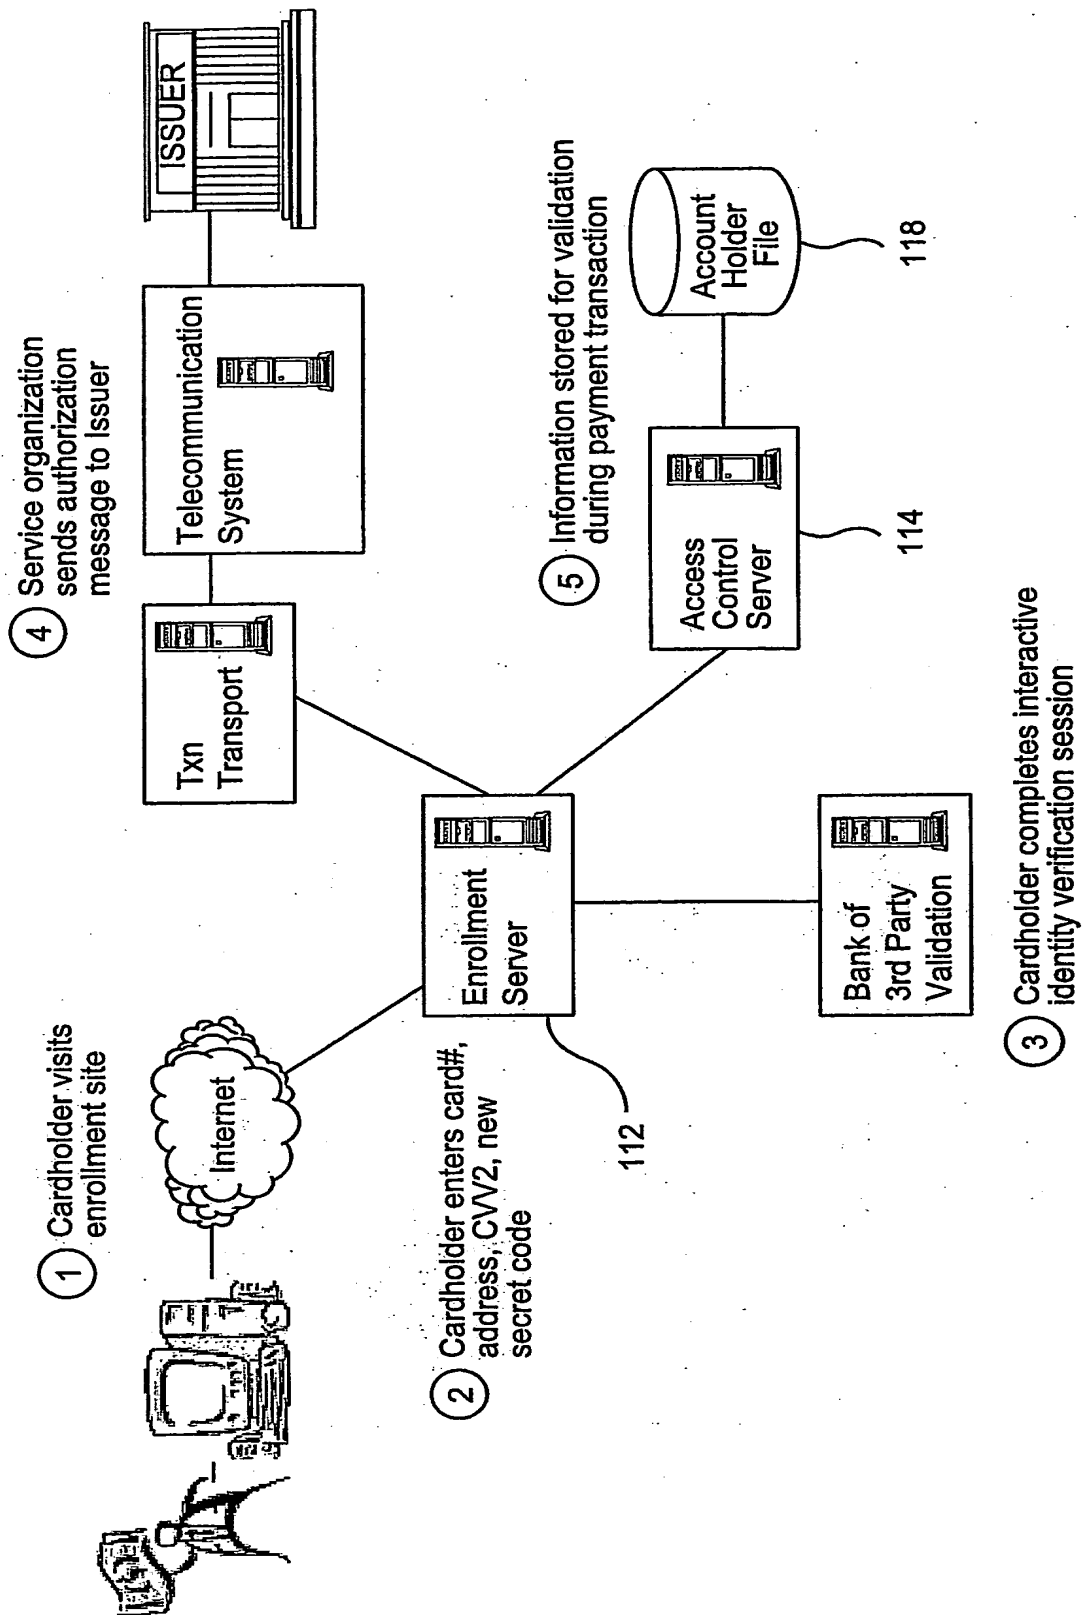 1
Cardholder visits
enrollment site
Internet
2
Cardholder enters card#,
address, CVV2, new
secret code
112
Enrollment
Server
3
Cardholder completes interactive
identity verification session
Bank of
3rd Party
Validation
4
Service organization
sends authorization
message to Issuer
Txn
Transport
Telecommunication
System
ISSUER
5
Information stored for validation
during payment transaction
Access
Control
Server
114
Account
Holder
File
118